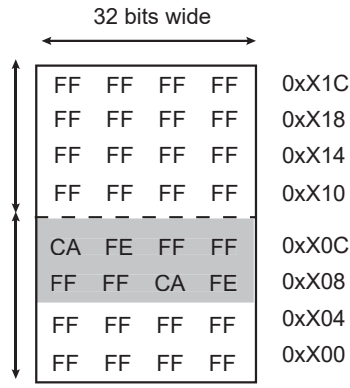 32 bits wide
FF FF FF FF 0xX1C
FF FF FF FF 0xX18
FF FF FF FF 0xX14
FF FF FF FF 0xX10
CA FE FF FF 0xX0C
FF FF CA FE 0xX08
FF FF FF FF 0xX04
FF FF FF FF 0xX00